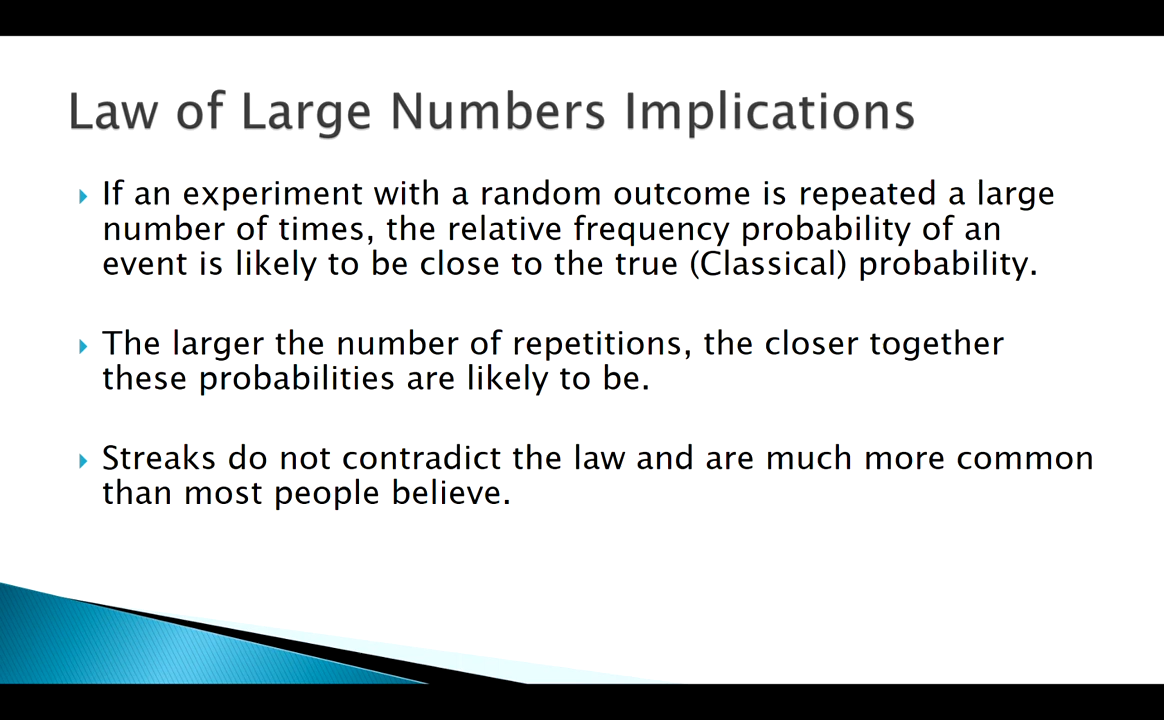 Law of Large Numbers Implications
If an experiment with a random outcome is repeated a large
number of times, the relative frequency probability of an
event is likely to be close to the true (Classical) probability.
The larger the number of repetitions, the closer together
these probabilities are likely to be.
Streaks do not contradict the law and are much more common
than most people believe.